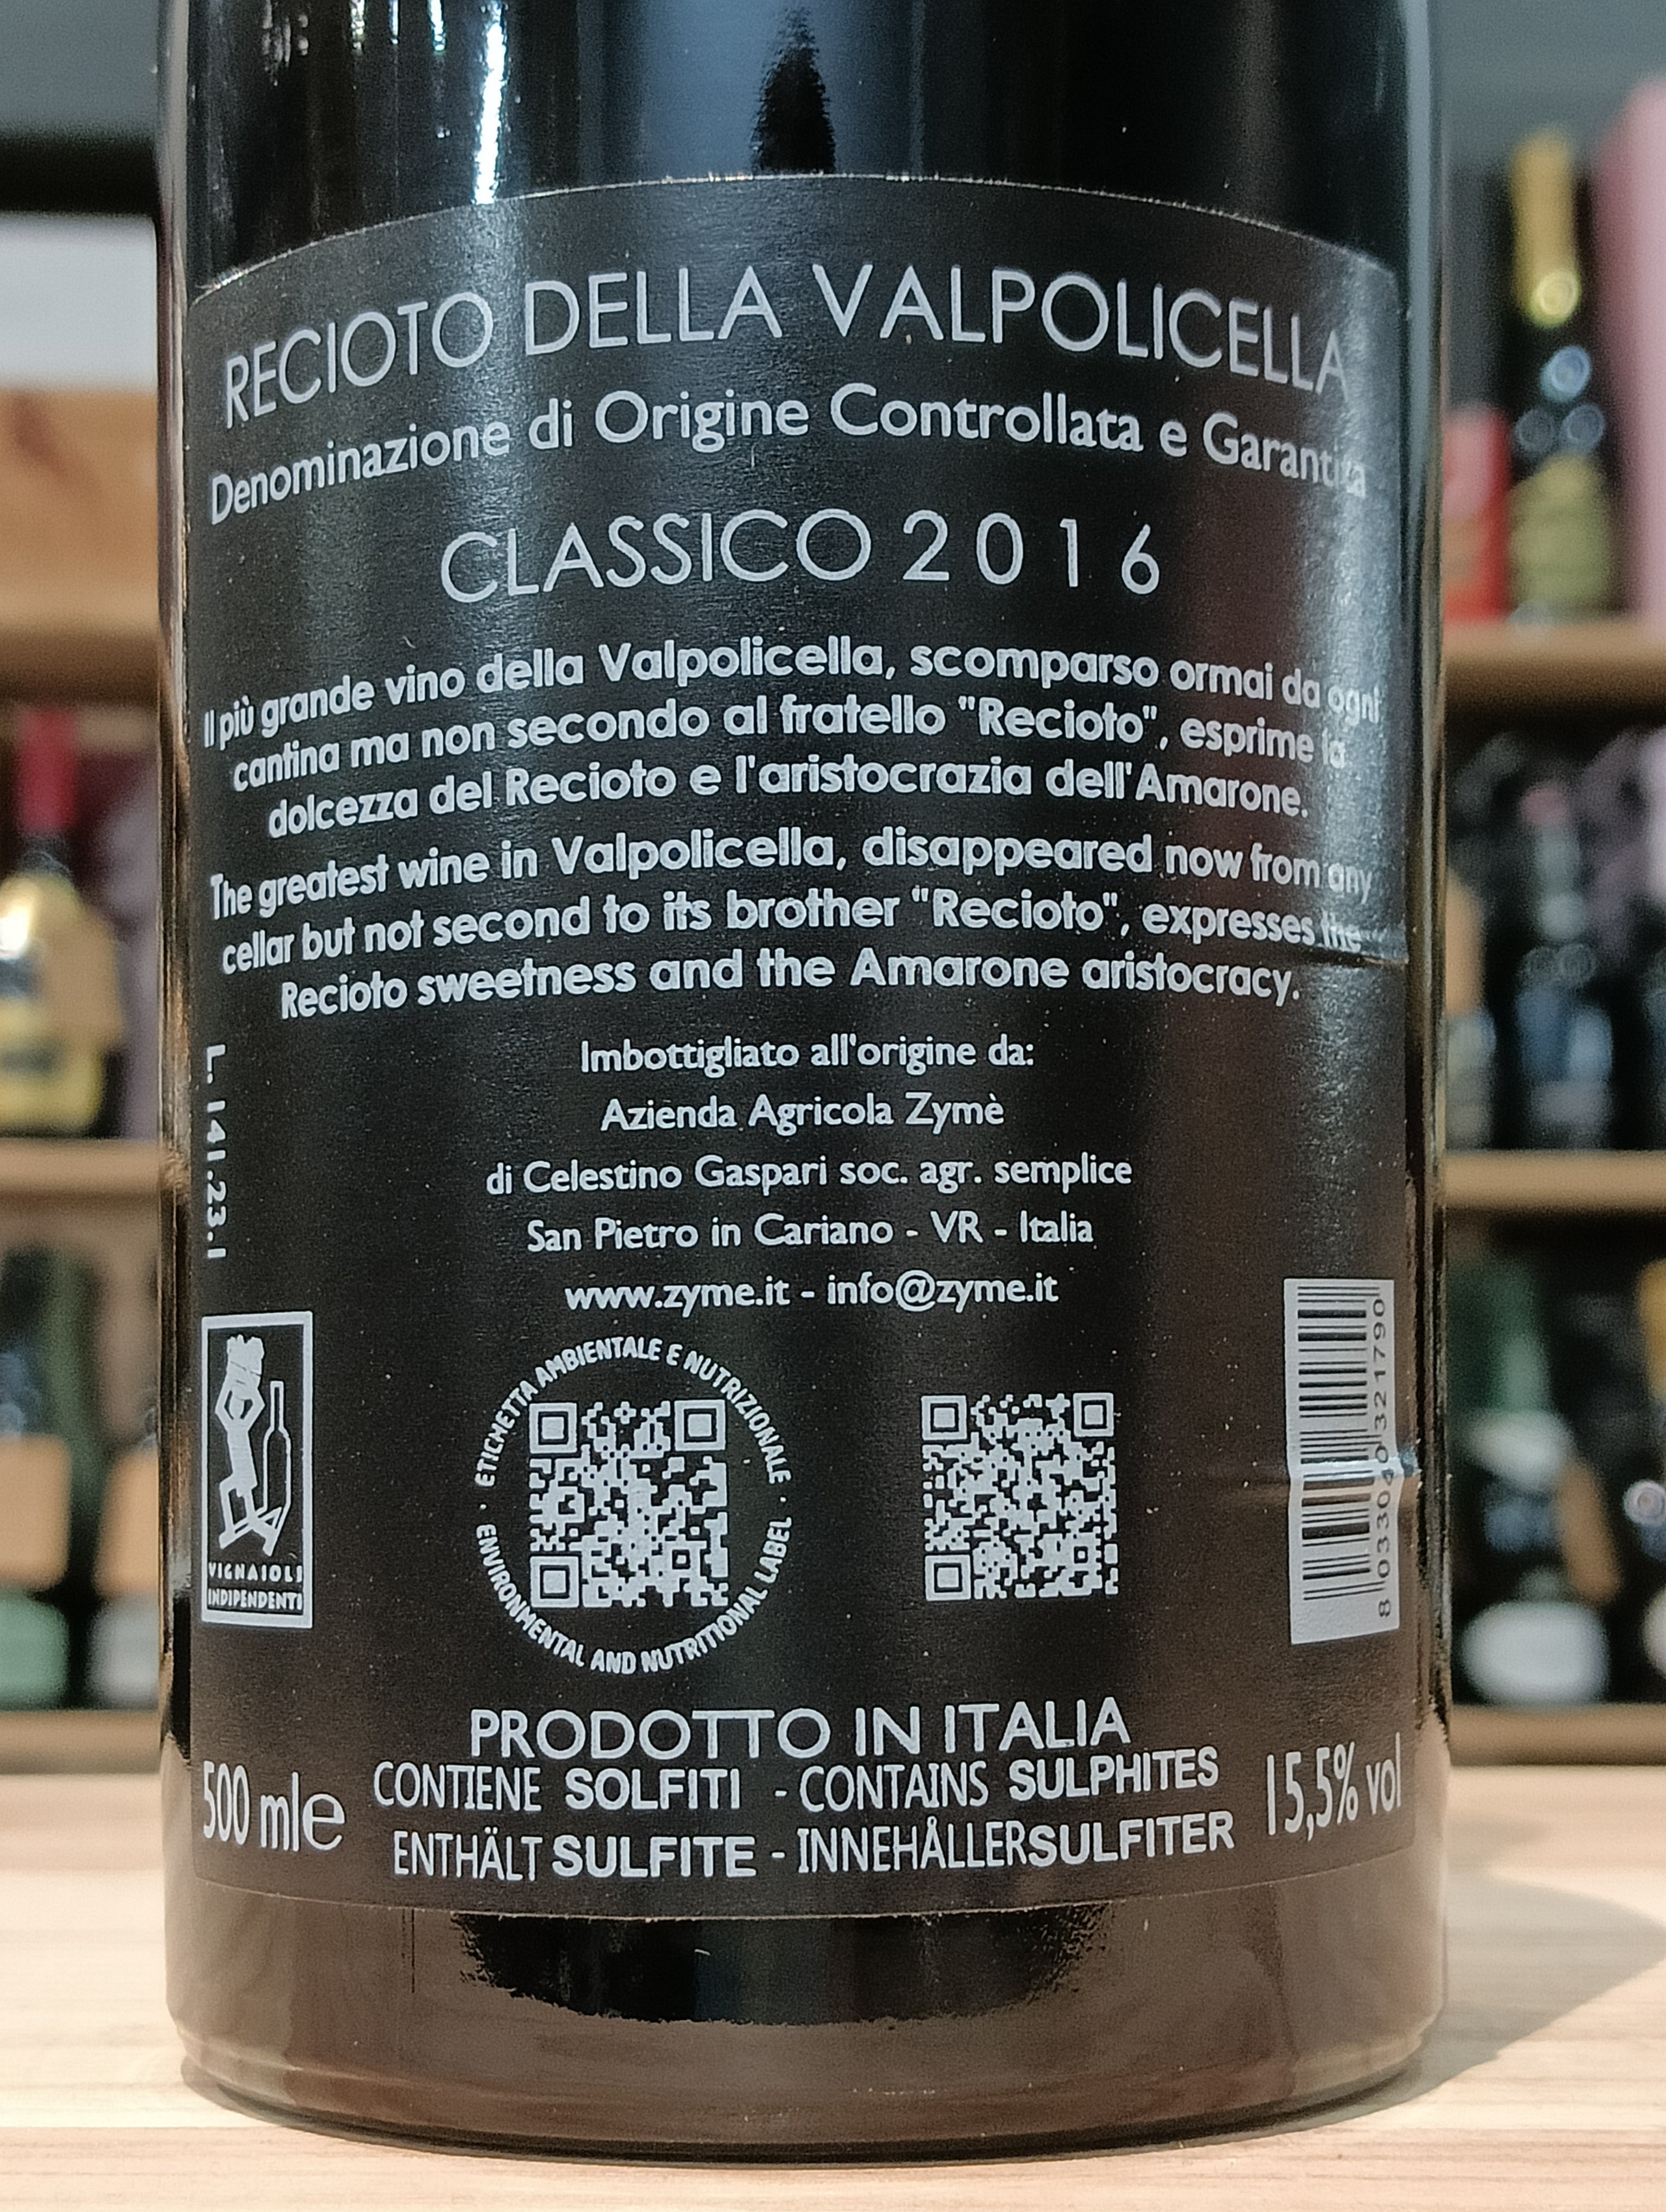 RECIOTO DELLA VALPOLICELLA
Denominazione di Origine Controllata e Garantita
CLASSICO 2016
Il più grande vino della Valpolicella, scomparso ormai da ogni
cantina ma non secondo al fratello "Recioto", esprime la
dolcezza del Recioto e l'aristocrazia dell'Amarone.
The greatest wine in Valpolicella, disappeared now from any
cellar but not second to its brother "Recioto", expresses the
Recioto sweetness and the Amarone aristocracy.
Imbottigliato all'origine da:
Azienda Agricola Zymè
di Celestino Gaspari soc. agr. semplice
San Pietro in Cariano - VR - Italia
www.zyme.it - info@zyme.it
L. 141.23.1
VIGNAIOLI
INDIPENDENTI
· ETICHETTA AMBIENTALE E NUTRIZIONALE ·
ENVIRONMENTAL AND NUTRITIONAL LABEL
8 033040 321790
PRODOTTO IN ITALIA
500 mle
CONTIENE SOLFITI - CONTAINS SULPHITES
ENTHÄLT SULFITE - INNEHÅLLERSULFITER
15,5% vol